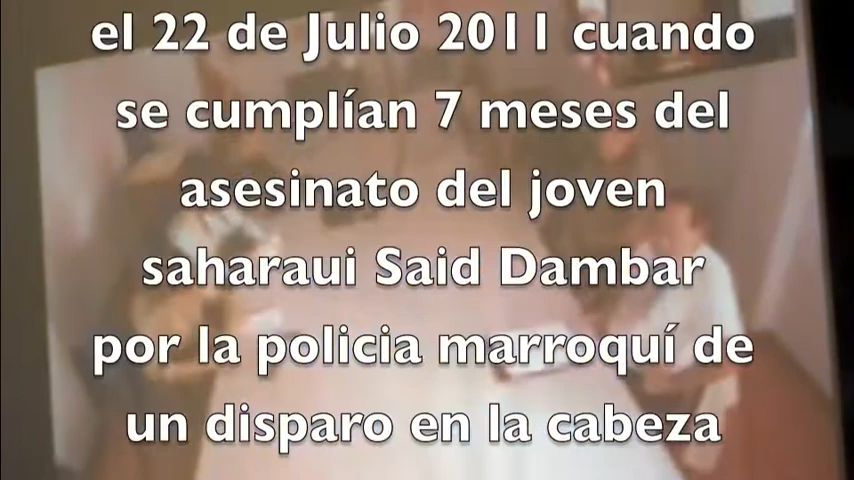 el 22 de Julio 2011 cuando
se cumplían 7 meses del
asesinato del joven
saharaui Said Dambar
por la policia marroquí de
un disparo en la cabeza